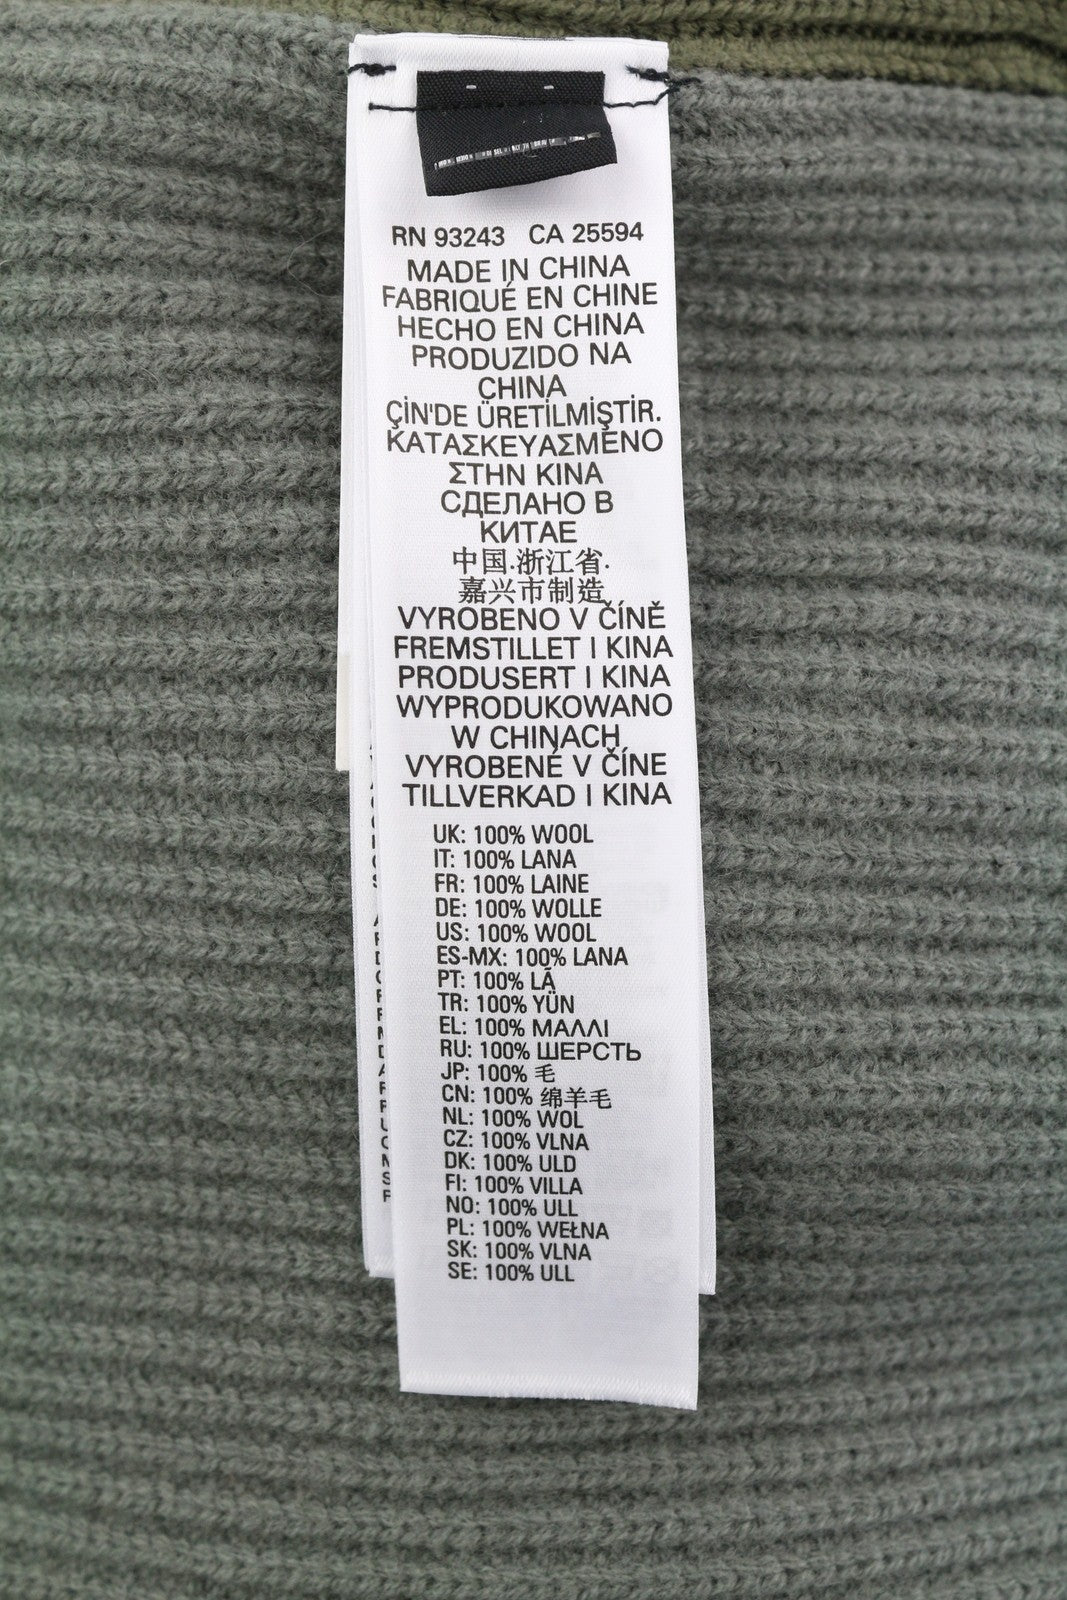 RN 93243 CA 25594
MADE IN CHINA
FABRIQUÉ EN CHINE
HECHO EN CHINA
PRODUZIDO NA
CHINA
ÇİN'DE ÜRETİLMİŞTİR.
ΚΑΤΑΣΚΕΥΑΣΜΕΝΟ
ΣΤΗΝ ΚΙΝΑ
СДЕЛАНО В
КИТАЕ
中国.浙江省.
嘉兴市制造
VYROBENO V ČÍNĚ
FREMSTILLET I KINA
PRODUSERT I KINA
WYPRODUKOWANO
W CHINACH
VYROBENÉ V ČÍNE
TILLVERKAD I KINA
UK: 100% WOOL
IT: 100% LANA
FR: 100% LAINE
DE: 100% WOLLE
US: 100% WOOL
ES-MX: 100% LANA
PT: 100% LÃ
TR: 100% YÜN
EL: 100% ΜΑΛΛΙ
RU: 100% ШЕРСТЬ
JP: 100% 毛
CN: 100% 绵羊毛
NL: 100% WOL
CZ: 100% VLNA
DK: 100% ULD
FI: 100% VILLA
NO: 100% ULL
PL: 100% WEŁNA
SK: 100% VLNA
SE: 100% ULL